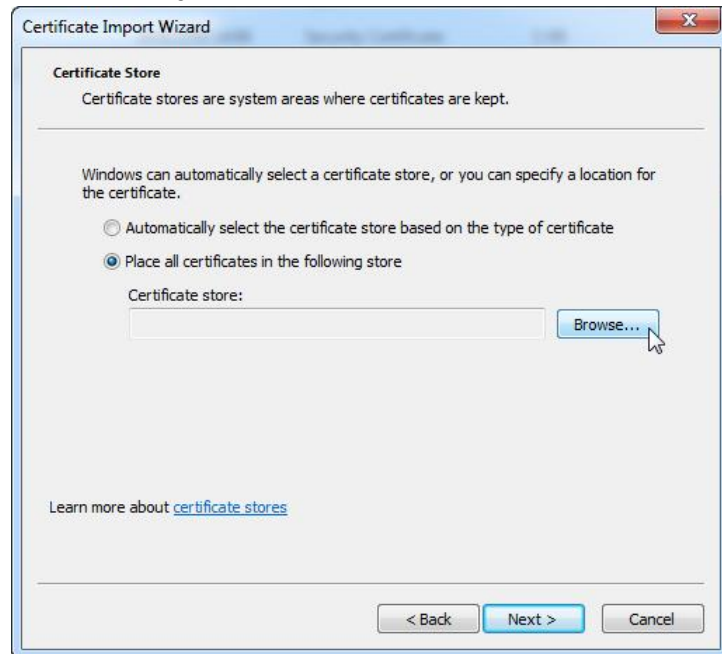 Certificate Import Wizard
Certificate Store
Certificate stores are system areas where certificates are kept.
Windows can automatically select a certificate store, or you can specify a location for
the certificate.
Automatically select the certificate store based on the type of certificate
Place all certificates in the following store
Certificate store:
Browse...
Learn more about certificate stores
< Back Next > Cancel